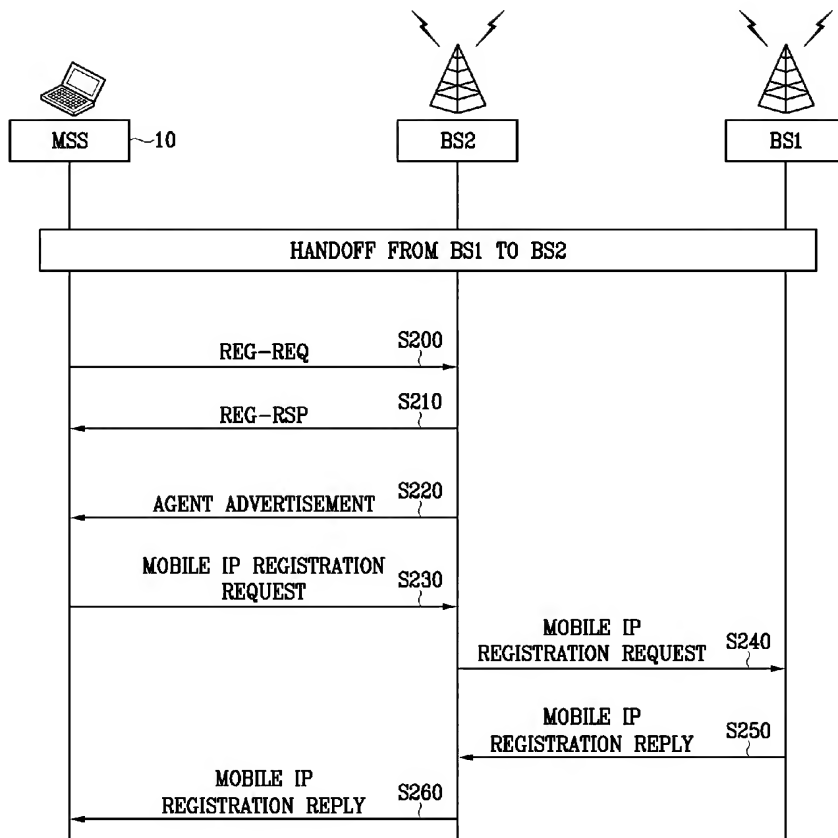 MSS
10
BS2
BS1
HANDOFF FROM BS1 TO BS2
REG-REQ
S200
REG-RSP
S210
AGENT ADVERTISEMENT
S220
MOBILE IP REGISTRATION
REQUEST
S230
MOBILE IP
REGISTRATION REQUEST
S240
MOBILE IP
REGISTRATION REPLY
S250
MOBILE IP
REGISTRATION REPLY
S260